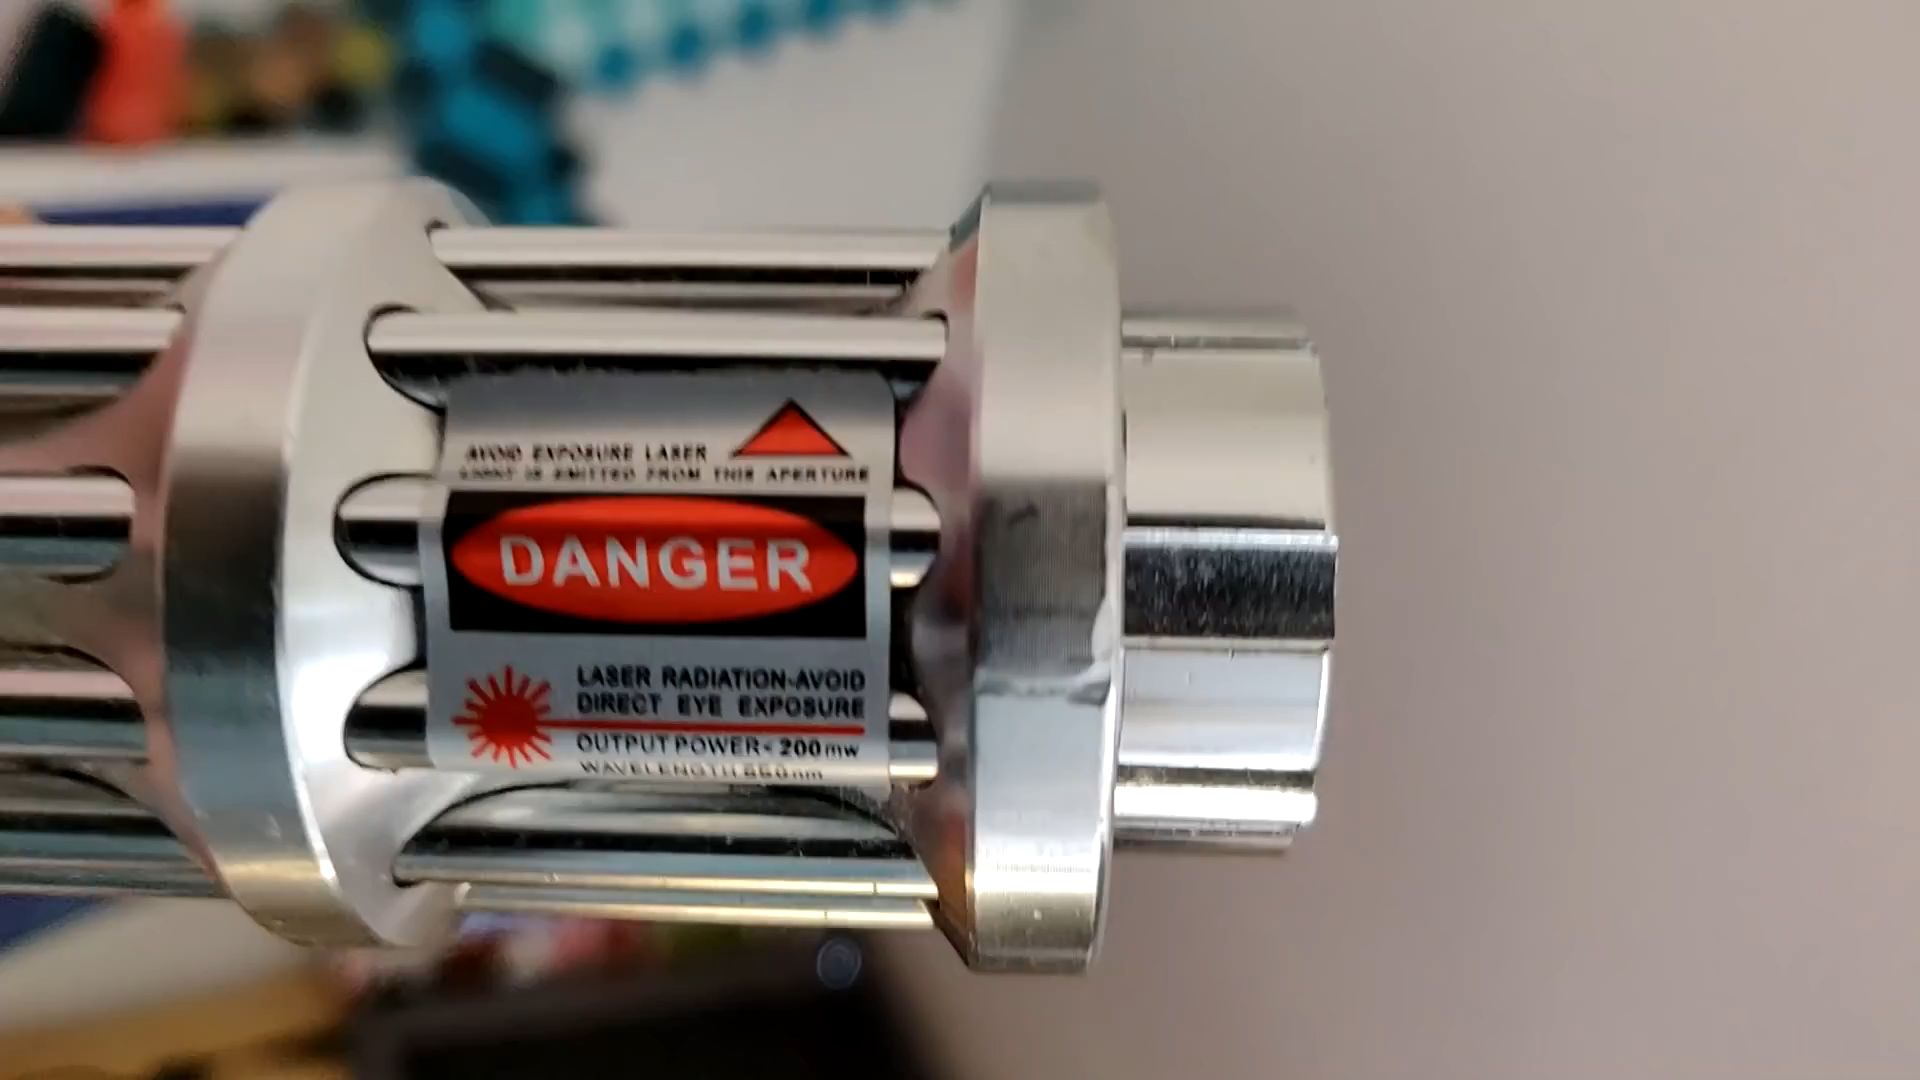 AVOID EXPOSURE LASER
LIGHT IS EMITTED FROM THIS APERTURE
DANGER
LASER RADIATION-AVOID
DIRECT EYE EXPOSURE
OUTPUT POWER< 200mw
WAVELENGTH 650nm